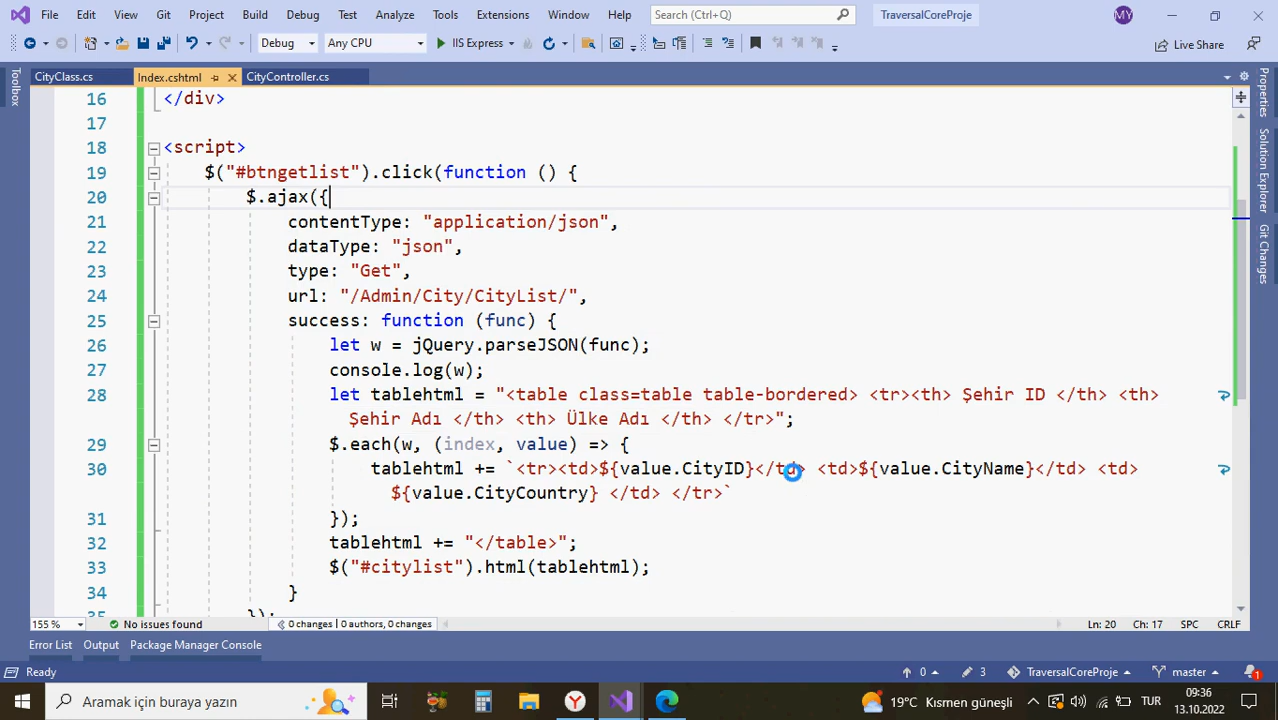 File Edit View Git Project Build Debug Test Analyze Tools Extensions Window Help Search (Ctrl+Q) TraversalCoreProje MY
Debug Any CPU IIS Express Live Share
CityClass.cs Index.cshtml CityController.cs
Toolbox
Properties
Solution Explorer
Git Changes
16 </div>
17
18 <script>
19 $("#btngetlist").click(function () {
20 $.ajax({
21 contentType: "application/json",
22 dataType: "json",
23 type: "Get",
24 url: "/Admin/City/CityList/",
25 success: function (func) {
26 let w = jQuery.parseJSON(func);
27 console.log(w);
28 let tablehtml = "<table class=table table-bordered> <tr><th> Şehir ID </th> <th>
Şehir Adı </th> <th> Ülke Adı </th> </tr>";
29 $.each(w, (index, value) => {
30 tablehtml += `<tr><td>${value.CityID}</td> <td>${value.CityName}</td> <td>
${value.CityCountry} </td> </tr>`
31 });
32 tablehtml += "</table>";
33 $("#citylist").html(tablehtml);
34 }
35 });
155 % No issues found 0 changes | 0 authors, 0 changes Ln: 20 Ch: 17 SPC CRLF
Error List Output Package Manager Console
Ready 0 3 TraversalCoreProje master 1
Aramak için buraya yazın 19°C Kısmen güneşli TUR 09:36
13.10.2022